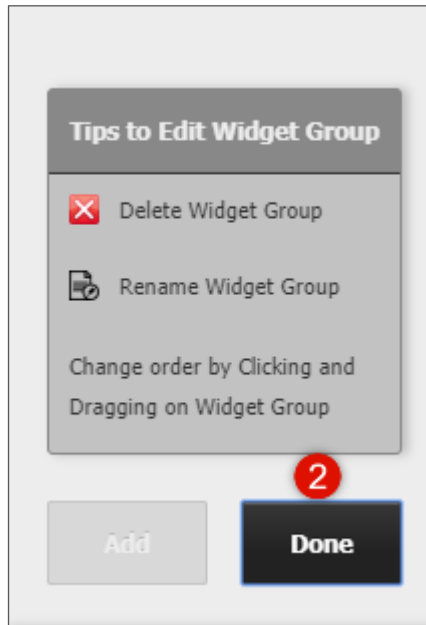 Tips to Edit Widget Group
Delete Widget Group
Rename Widget Group
Change order by Clicking and
Dragging on Widget Group
2
Add
Done